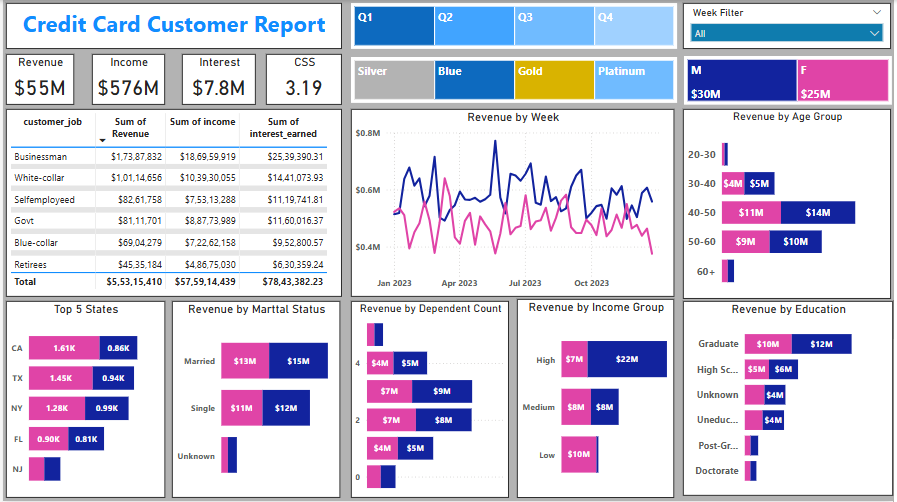 Credit Card Customer Report
Q1 Q2 Q3 Q4
Week Filter
All
Revenue
$55M
Income
$576M
Interest
$7.8M
CSS
3.19
Silver Blue Gold Platinum
M F
$30M $25M
customer_job Sum of Revenue Sum of income Sum of interest_earned
Businessman $1,73,87,832 $18,69,59,919 $25,39,390.31
White-collar $1,01,14,656 $10,39,30,055 $14,41,073.93
Selfemployeed $82,61,758 $7,53,13,288 $11,19,741.81
Govt $81,11,701 $8,87,73,989 $11,60,016.37
Blue-collar $69,04,279 $7,22,62,158 $9,52,800.57
Retirees $45,35,184 $4,86,75,030 $6,30,359.24
Total $5,53,15,410 $57,59,14,439 $78,43,382.23
Revenue by Week
$0.8M
$0.6M
$0.4M
Jan 2023 Apr 2023 Jul 2023 Oct 2023
Revenue by Age Group
20-30
30-40 $4M $5M
40-50 $11M $14M
50-60 $9M $10M
60+
Top 5 States
CA 1.61K 0.86K
TX 1.45K 0.94K
NY 1.28K 0.99K
FL 0.90K 0.81K
NJ
Revenue by Marttal Status
Married $13M $15M
Single $11M $12M
Unknown
Revenue by Dependent Count
4 $4M $5M
$7M $9M
2 $7M $8M
$4M $5M
0
Revenue by Income Group
High $7M $22M
Medium $8M $8M
Low $10M
Revenue by Education
Graduate $10M $12M
High Sc... $5M $6M
Unknown $4M
Uneduc... $4M
Post-Gr...
Doctorate